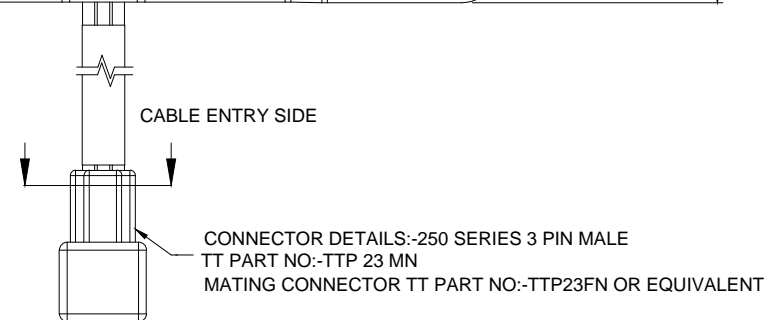 CABLE ENTRY SIDE
CONNECTOR DETAILS:-250 SERIES 3 PIN MALE
TT PART NO:-TTP 23 MN
MATING CONNECTOR TT PART NO:-TTP23FN OR EQUIVALENT